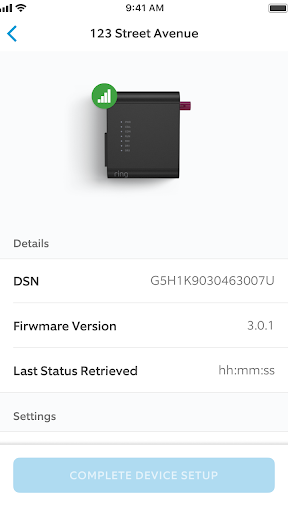 9:41 AM
123 Street Avenue
ring
Details
DSN G5H1K9030463007U
Firwmare Version 3.0.1
Last Status Retrieved hh:mm:ss
Settings
COMPLETE DEVICE SETUP